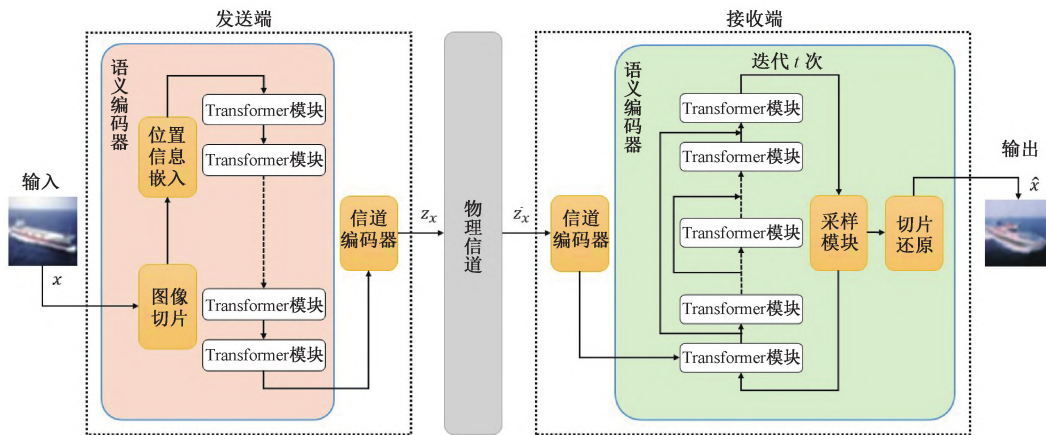 发送端
接收端
语义编码器
位置
信息
嵌入
Transformer模块
Transformer模块
Transformer模块
Transformer模块
图像
切片
输入
x
信道
编码器
z_x
物理信道
ż_x
信道
编码器
语义编码器
迭代 t 次
Transformer模块
Transformer模块
Transformer模块
Transformer模块
Transformer模块
采样
模块
切片
还原
输出
x̂